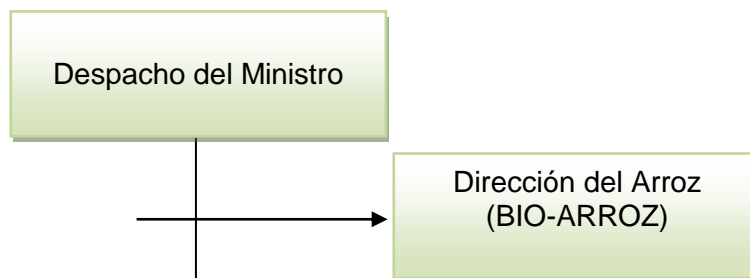 Despacho del Ministro
Dirección del Arroz
(BIO-ARROZ)